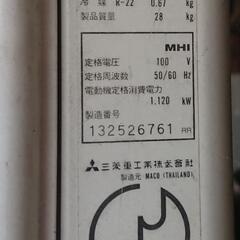 冷 媒 R-22 0.67 kg
製品質量 28 kg
MHI
定格電圧 100 V
定格周波数 50/60 Hz
電動機定格消費電力
1.120 kW
製造番号
132526761 RR
三菱重工業株式会社
製造元 MACO (THAILAND)